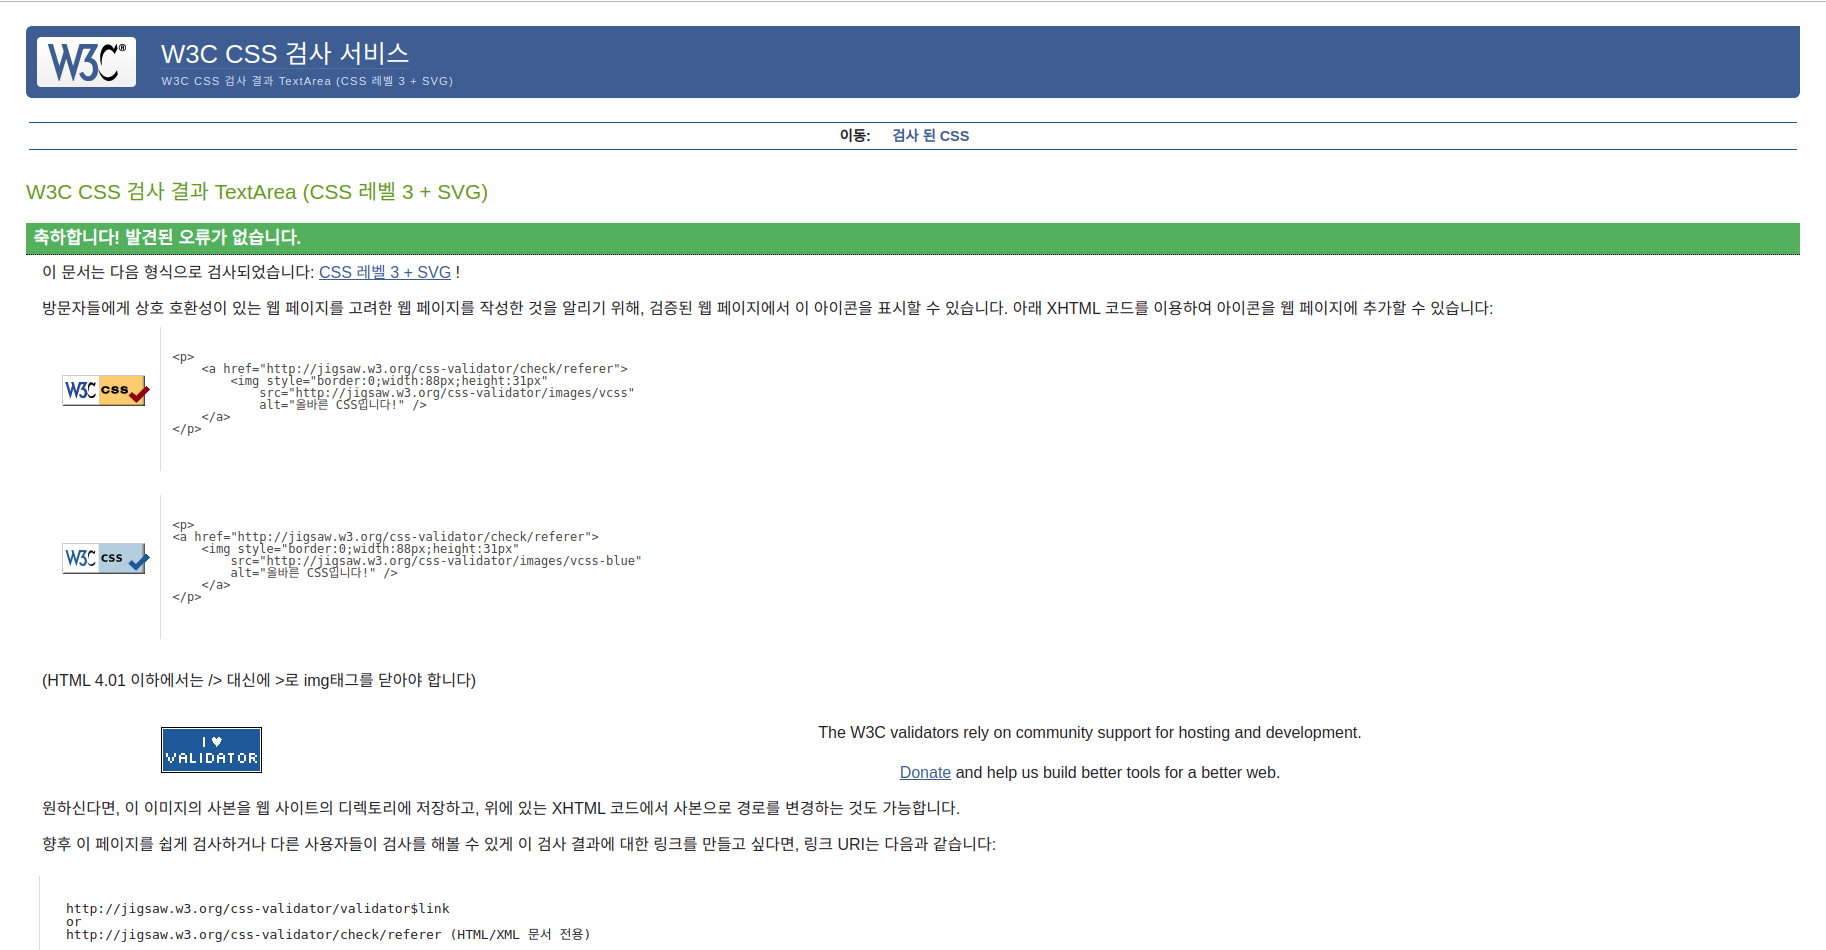 W3C®
W3C CSS 검사 서비스
W3C CSS 검사 결과 TextArea (CSS 레벨 3 + SVG)
이동: 검사 된 CSS
W3C CSS 검사 결과 TextArea (CSS 레벨 3 + SVG)
축하합니다! 발견된 오류가 없습니다.
이 문서는 다음 형식으로 검사되었습니다: CSS 레벨 3 + SVG !
방문자들에게 상호 호환성이 있는 웹 페이지를 고려한 웹 페이지를 작성한 것을 알리기 위해, 검증된 웹 페이지에서 이 아이콘을 표시할 수 있습니다. 아래 XHTML 코드를 이용하여 아이콘을 웹 페이지에 추가할 수 있습니다:
W3C css
<p>
    <a href="http://jigsaw.w3.org/css-validator/check/referer">
        <img style="border:0;width:88px;height:31px"
            src="http://jigsaw.w3.org/css-validator/images/vcss"
            alt="올바른 CSS입니다!" />
    </a>
</p>
W3C css
<p>
<a href="http://jigsaw.w3.org/css-validator/check/referer">
    <img style="border:0;width:88px;height:31px"
        src="http://jigsaw.w3.org/css-validator/images/vcss-blue"
        alt="올바른 CSS입니다!" />
    </a>
</p>
(HTML 4.01 이하에서는 /> 대신에 >로 img태그를 닫아야 합니다)
I ♥
VALIDATOR
The W3C validators rely on community support for hosting and development.
Donate and help us build better tools for a better web.
원하신다면, 이 이미지의 사본을 웹 사이트의 디렉토리에 저장하고, 위에 있는 XHTML 코드에서 사본으로 경로를 변경하는 것도 가능합니다.
향후 이 페이지를 쉽게 검사하거나 다른 사용자들이 검사를 해볼 수 있게 이 검사 결과에 대한 링크를 만들고 싶다면, 링크 URI는 다음과 같습니다:
http://jigsaw.w3.org/css-validator/validator$link
or
http://jigsaw.w3.org/css-validator/check/referer (HTML/XML 문서 전용)